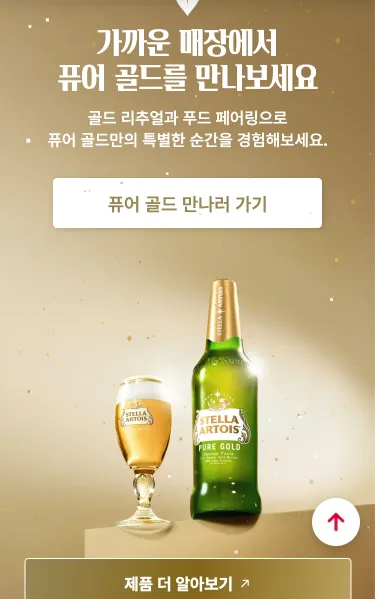 가까운 매장에서
퓨어 골드를 만나보세요
골드 리추얼과 푸드 페어링으로
퓨어 골드만의 특별한 순간을 경험해보세요.
퓨어 골드 만나러 가기
STELLA ARTOIS
STELLA
ARTOIS
STELLA
ARTOIS
PURE GOLD
제품 더 알아보기 ↗